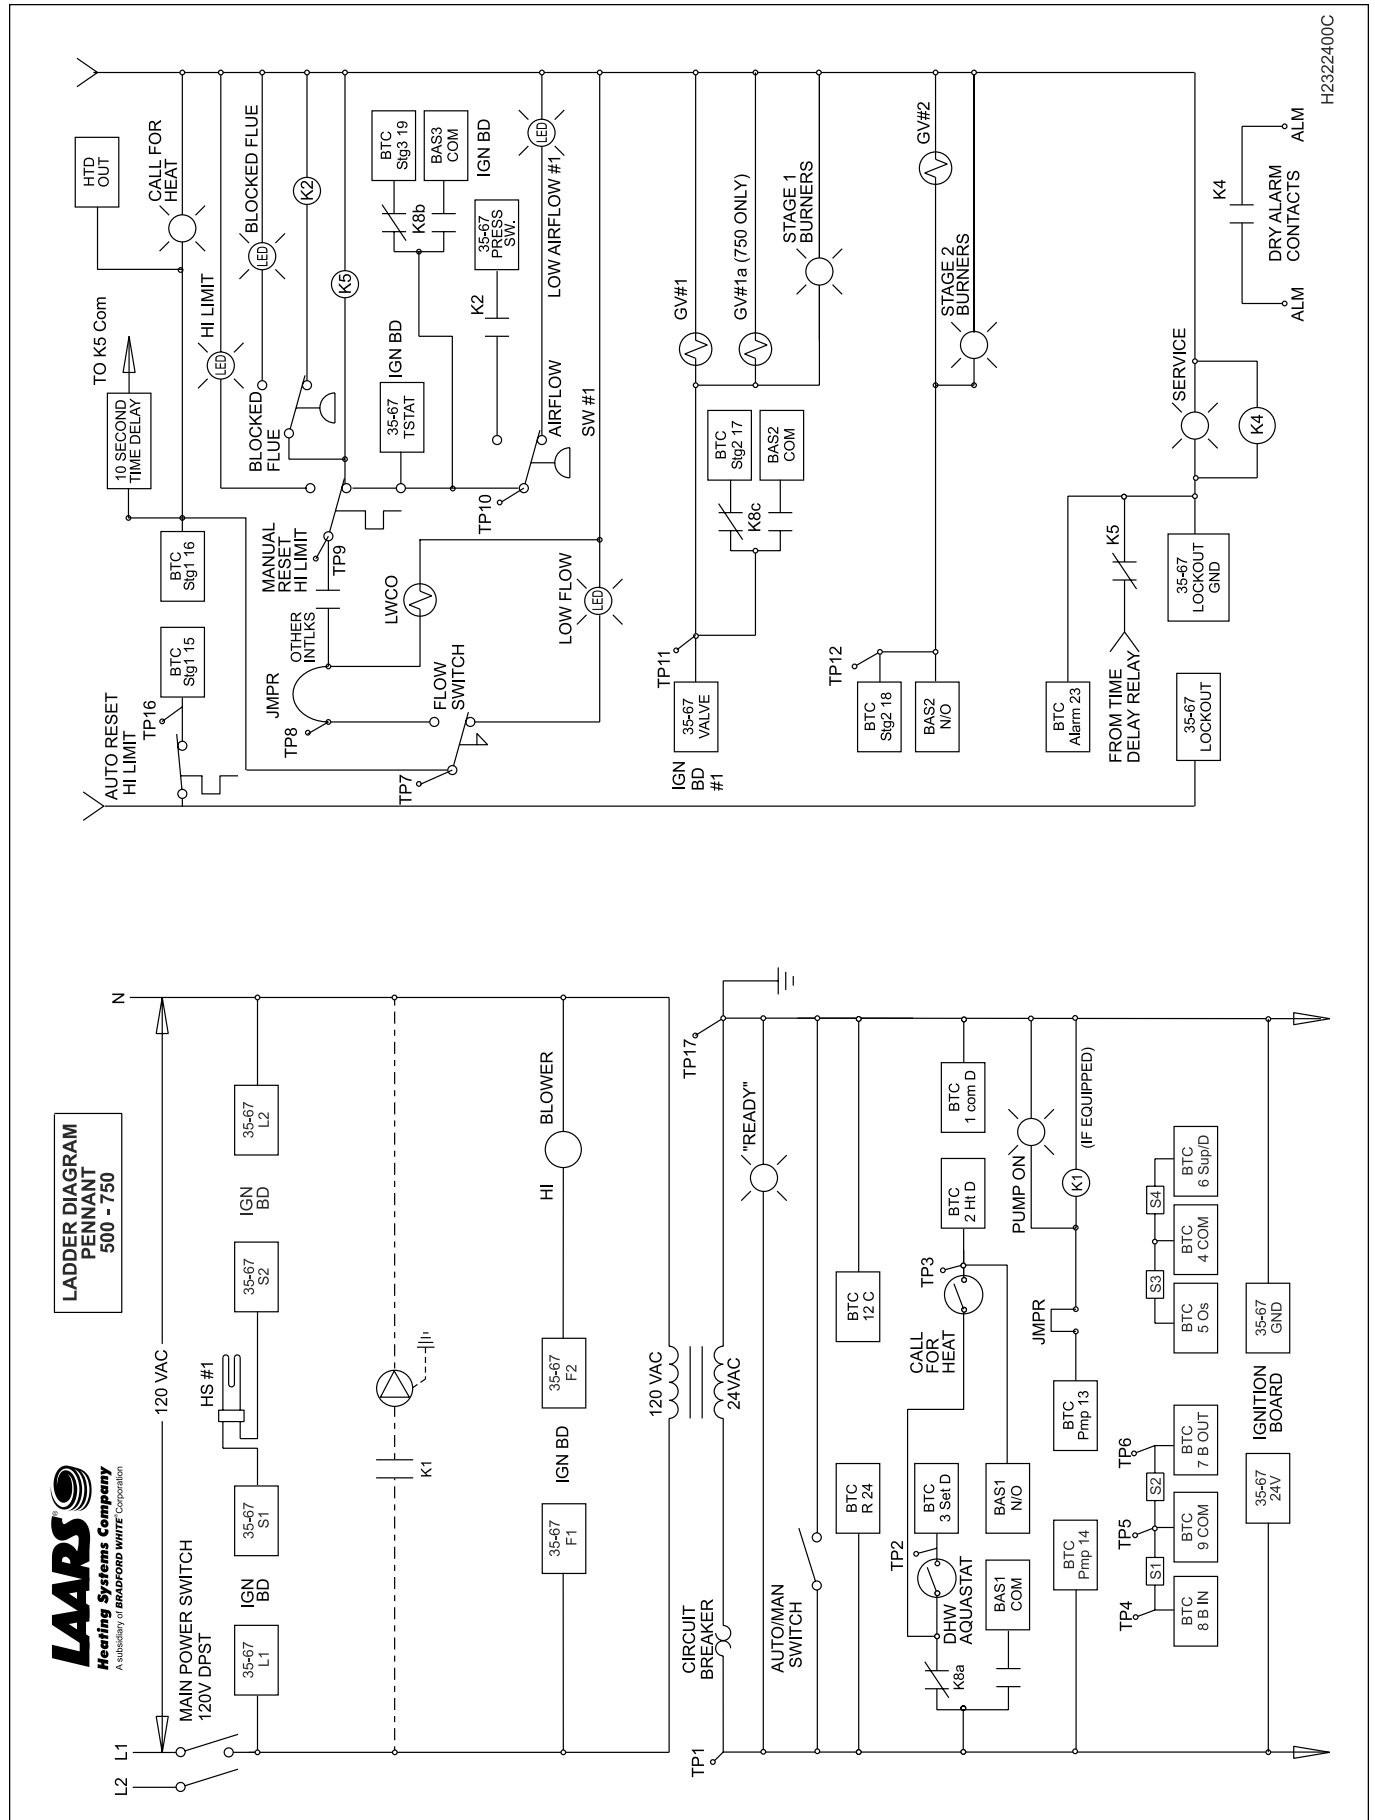 LAARS®
Heating Systems Company
A subsidiary of BRADFORD WHITE® Corporation
LADDER DIAGRAM
PENNANT
500 - 750
L2
L1
120 VAC
N
MAIN POWER SWITCH
120V DPST
35-67
L1
IGN
BD
35-67
S1
HS #1
35-67
S2
IGN
BD
35-67
L2
K1
35-67
F1
IGN BD
35-67
F2
HI
BLOWER
120 VAC
24VAC
CIRCUIT
BREAKER
TP1
TP17
"READY"
AUTO/MAN
SWITCH
BTC
R 24
BTC
12 C
K8a
DHW
AQUASTAT
TP2
BTC
3 Set D
CALL
FOR
HEAT
TP3
BTC
2 Ht D
BTC
1 com D
BAS1
COM
BAS1
N/O
PUMP ON
BTC
Pmp 14
BTC
Pmp 13
JMPR
K1
(IF EQUIPPED)
TP4
TP5
TP6
S1
S2
S3
S4
BTC
8 B IN
BTC
9 COM
BTC
7 B OUT
BTC
5 Os
BTC
4 COM
BTC
6 Sup/D
35-67
24V
IGNITION
BOARD
35-67
GND
AUTO RESET
HI LIMIT
TP16
BTC
Stg1 15
BTC
Stg1 16
10 SECOND
TIME DELAY
TO K5 Com
HTD
OUT
CALL FOR
HEAT
HI LIMIT
LED
BLOCKED FLUE
LED
BLOCKED
FLUE
K2
K5
MANUAL
RESET
HI LIMIT
TP9
OTHER
INTLKS
JMPR
TP8
LWCO
FLOW
SWITCH
TP7
35-67
TSTAT
IGN BD
K8b
BTC
Stg3 19
BAS3
COM
IGN BD
K2
35-67
PRESS
SW.
TP10
AIRFLOW
SW #1
LOW AIRFLOW #1
LED
LOW FLOW
LED
IGN
BD
#1
35-67
VALVE
TP11
GV#1
GV#1a (750 ONLY)
STAGE 1
BURNERS
K8c
BTC
Stg2 17
BAS2
COM
TP12
BTC
Stg2 18
BAS2
N/O
GV#2
STAGE 2
BURNERS
BTC
Alarm 23
FROM TIME
DELAY RELAY
K5
35-67
LOCKOUT
35-67
LOCKOUT
GND
SERVICE
K4
K4
DRY ALARM
CONTACTS
ALM
ALM
H2322400C